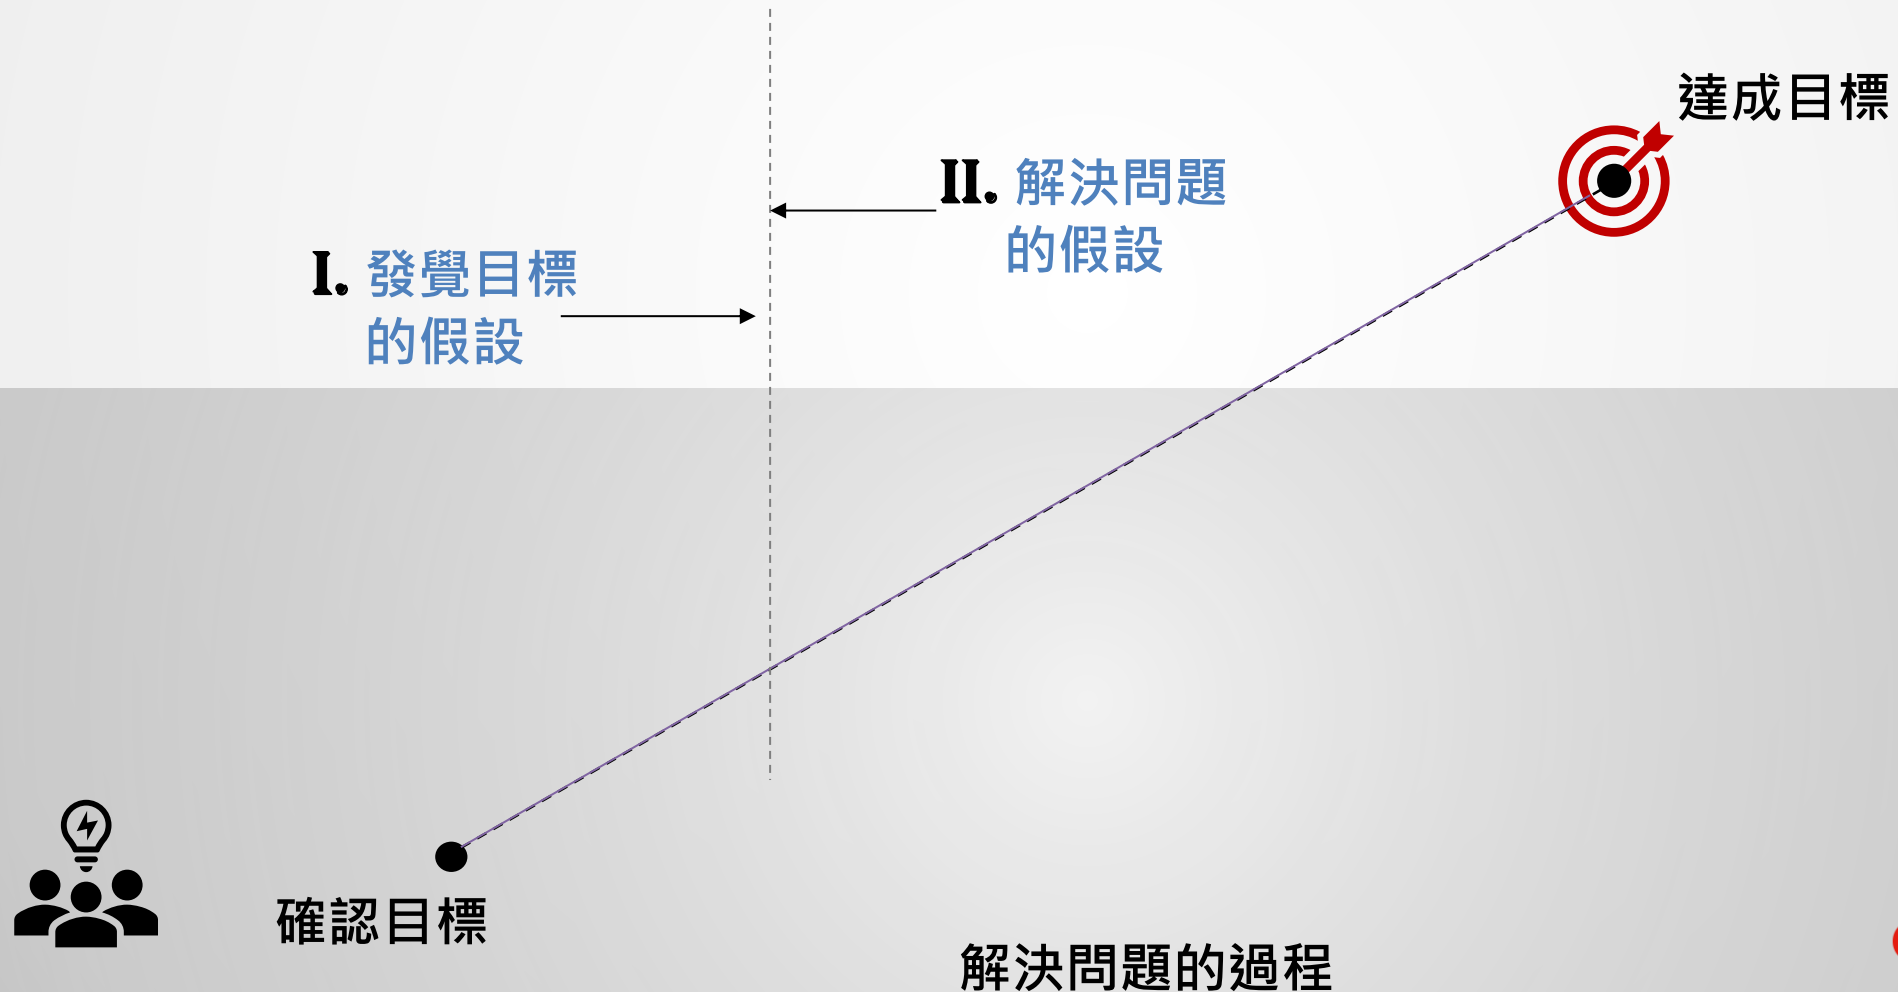 達成目標
II. 解決問題
的假設
I. 發覺目標
的假設
確認目標
解決問題的過程